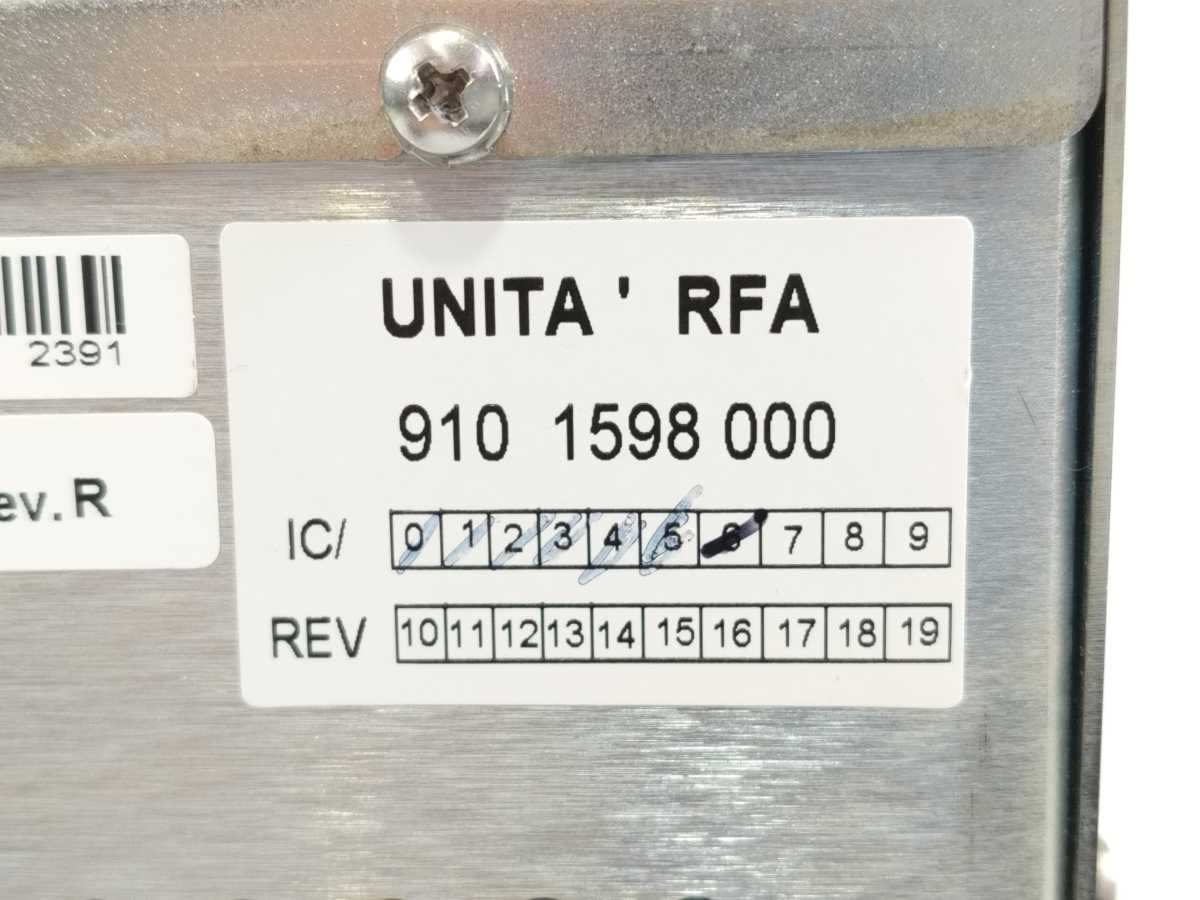 2391
ev.R
UNITA' RFA
910 1598 000
IC/ 0 1 2 3 4 5 6 7 8 9
REV 10 11 12 13 14 15 16 17 18 19